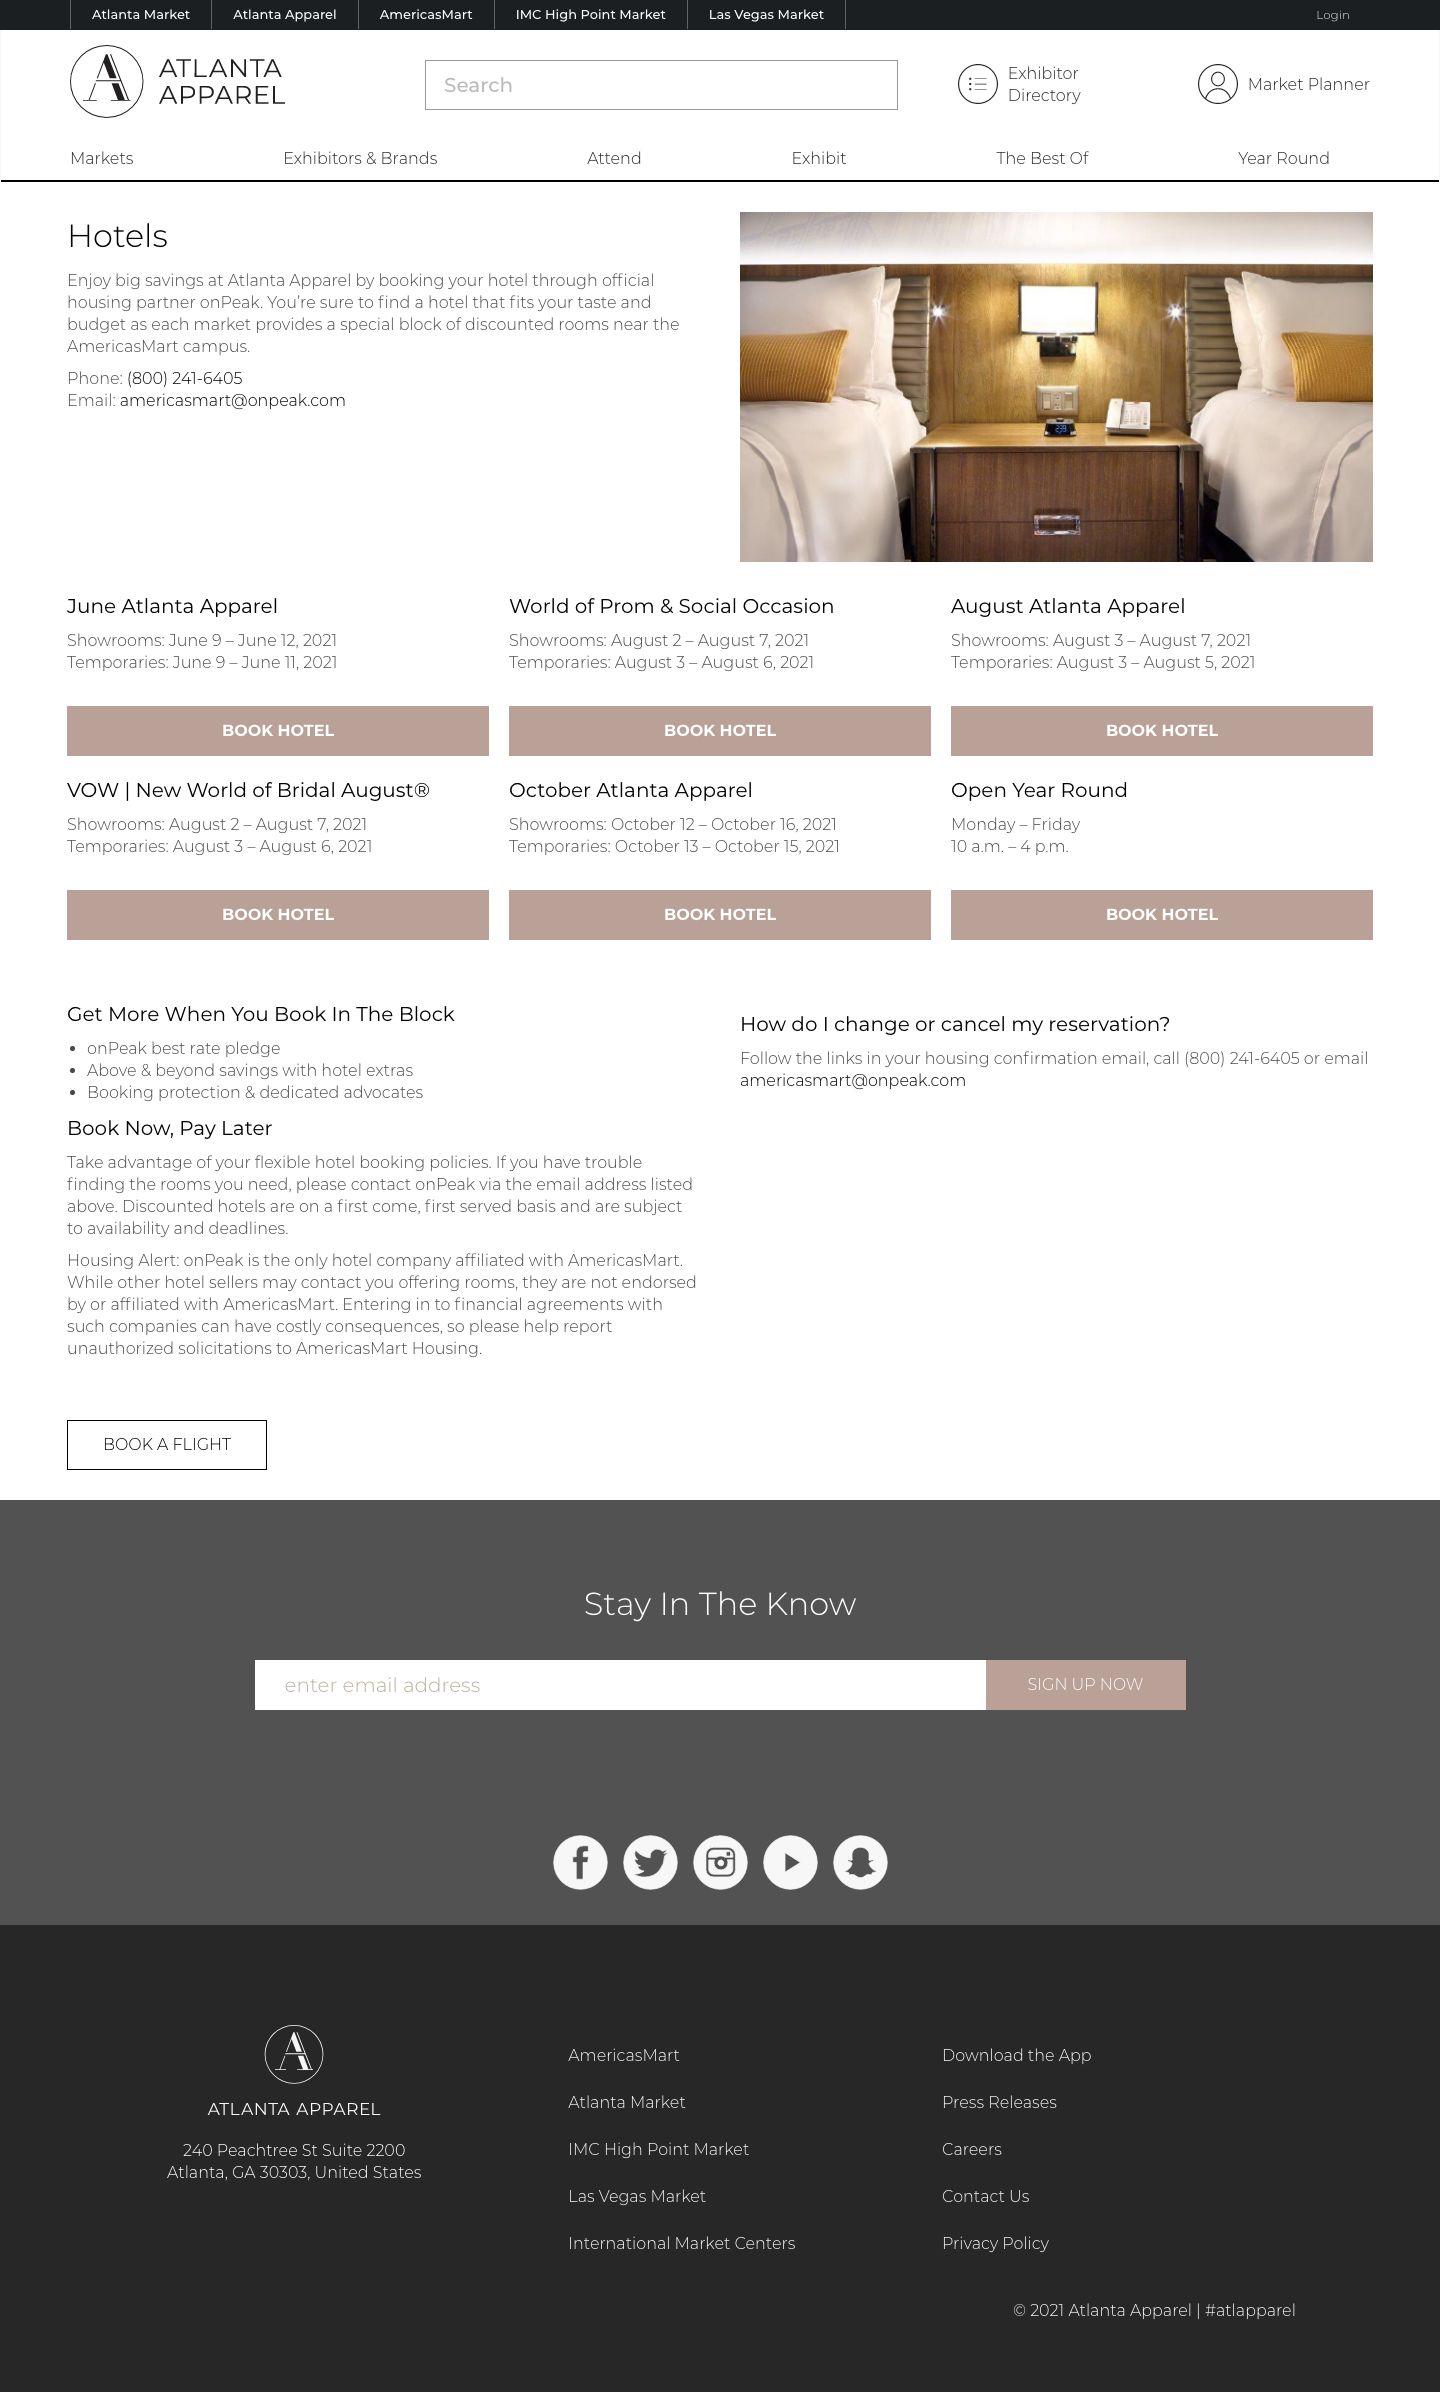 Atlanta Market
Atlanta Apparel
AmericasMart
IMC High Point Market
Las Vegas Market
Login
ATLANTA
APPAREL
Search
Exhibitor
Directory
Market Planner
Markets
Exhibitors & Brands
Attend
Exhibit
The Best Of
Year Round
Hotels
Enjoy big savings at Atlanta Apparel by booking your hotel through official
housing partner onPeak. You’re sure to find a hotel that fits your taste and
budget as each market provides a special block of discounted rooms near the
AmericasMart campus.
Phone: (800) 241-6405
Email: americasmart@onpeak.com
June Atlanta Apparel
Showrooms: June 9 – June 12, 2021
Temporaries: June 9 – June 11, 2021
BOOK HOTEL
World of Prom & Social Occasion
Showrooms: August 2 – August 7, 2021
Temporaries: August 3 – August 6, 2021
BOOK HOTEL
August Atlanta Apparel
Showrooms: August 3 – August 7, 2021
Temporaries: August 3 – August 5, 2021
BOOK HOTEL
VOW | New World of Bridal August®
Showrooms: August 2 – August 7, 2021
Temporaries: August 3 – August 6, 2021
BOOK HOTEL
October Atlanta Apparel
Showrooms: October 12 – October 16, 2021
Temporaries: October 13 – October 15, 2021
BOOK HOTEL
Open Year Round
Monday – Friday
10 a.m. – 4 p.m.
BOOK HOTEL
Get More When You Book In The Block
• onPeak best rate pledge
• Above & beyond savings with hotel extras
• Booking protection & dedicated advocates
Book Now, Pay Later
Take advantage of your flexible hotel booking policies. If you have trouble
finding the rooms you need, please contact onPeak via the email address listed
above. Discounted hotels are on a first come, first served basis and are subject
to availability and deadlines.
Housing Alert: onPeak is the only hotel company affiliated with AmericasMart.
While other hotel sellers may contact you offering rooms, they are not endorsed
by or affiliated with AmericasMart. Entering in to financial agreements with
such companies can have costly consequences, so please help report
unauthorized solicitations to AmericasMart Housing.
How do I change or cancel my reservation?
Follow the links in your housing confirmation email, call (800) 241-6405 or email
americasmart@onpeak.com
BOOK A FLIGHT
Stay In The Know
enter email address
SIGN UP NOW
ATLANTA APPAREL
240 Peachtree St Suite 2200
Atlanta, GA 30303, United States
AmericasMart
Atlanta Market
IMC High Point Market
Las Vegas Market
International Market Centers
Download the App
Press Releases
Careers
Contact Us
Privacy Policy
© 2021 Atlanta Apparel | #atlapparel